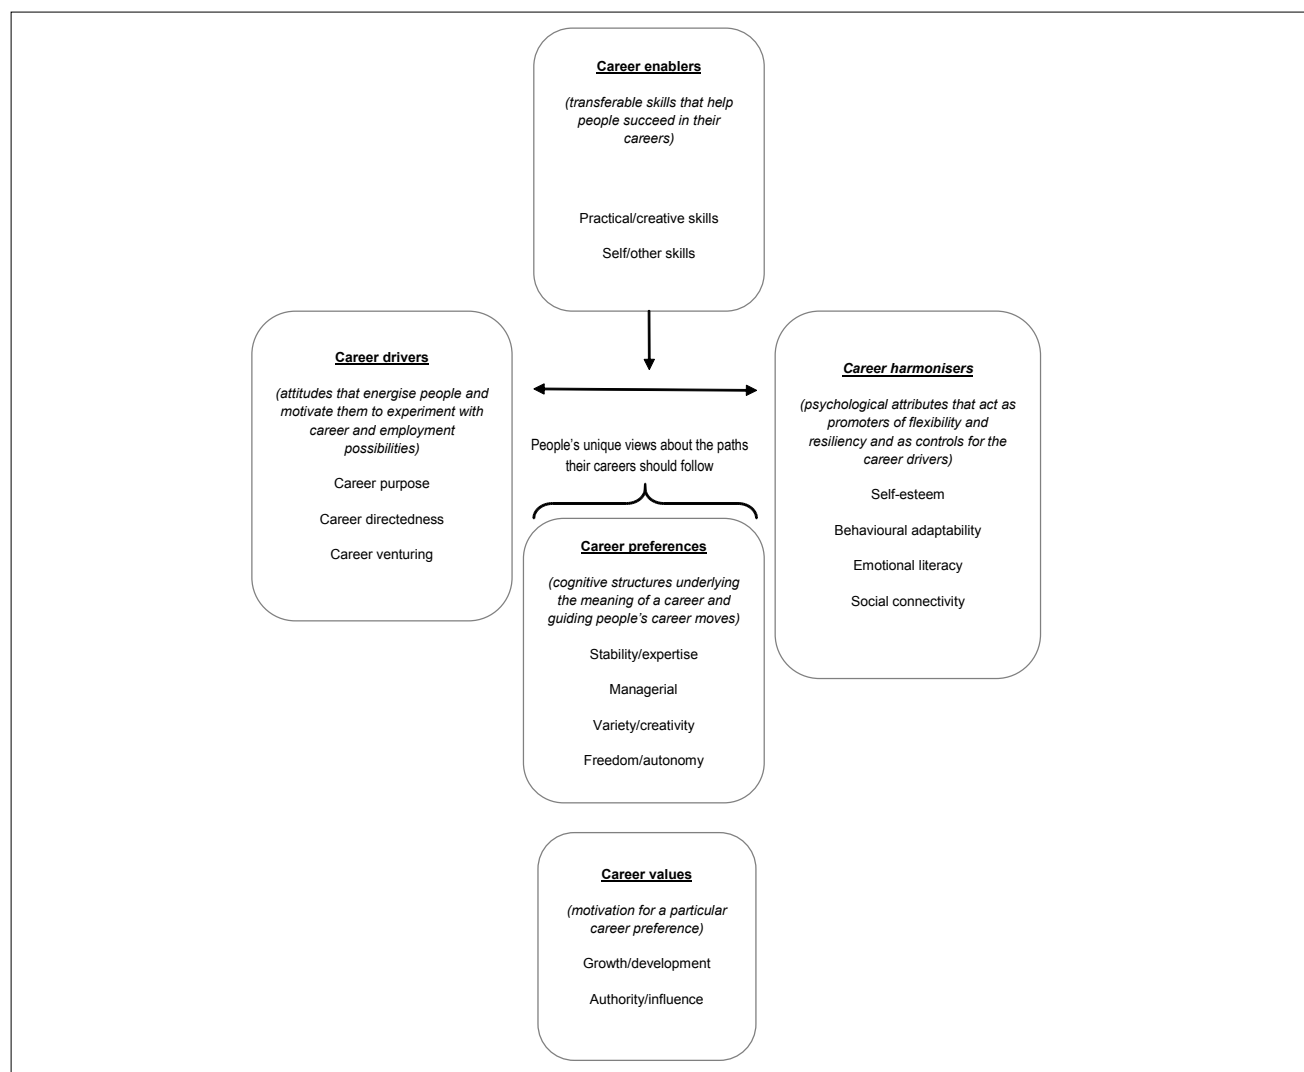 Career enablers
(transferable skills that help
people succeed in their
careers)
Practical/creative skills
Self/other skills
Career drivers
(attitudes that energise people and
motivate them to experiment with
career and employment
possibilities)
Career purpose
Career directedness
Career venturing
Career harmonisers
(psychological attributes that act as
promoters of flexibility and
resiliency and as controls for the
career drivers)
Self-esteem
Behavioural adaptability
Emotional literacy
Social connectivity
People's unique views about the paths
their careers should follow
Career preferences
(cognitive structures underlying
the meaning of a career and
guiding people's career moves)
Stability/expertise
Managerial
Variety/creativity
Freedom/autonomy
Career values
(motivation for a particular
career preference)
Growth/development
Authority/influence